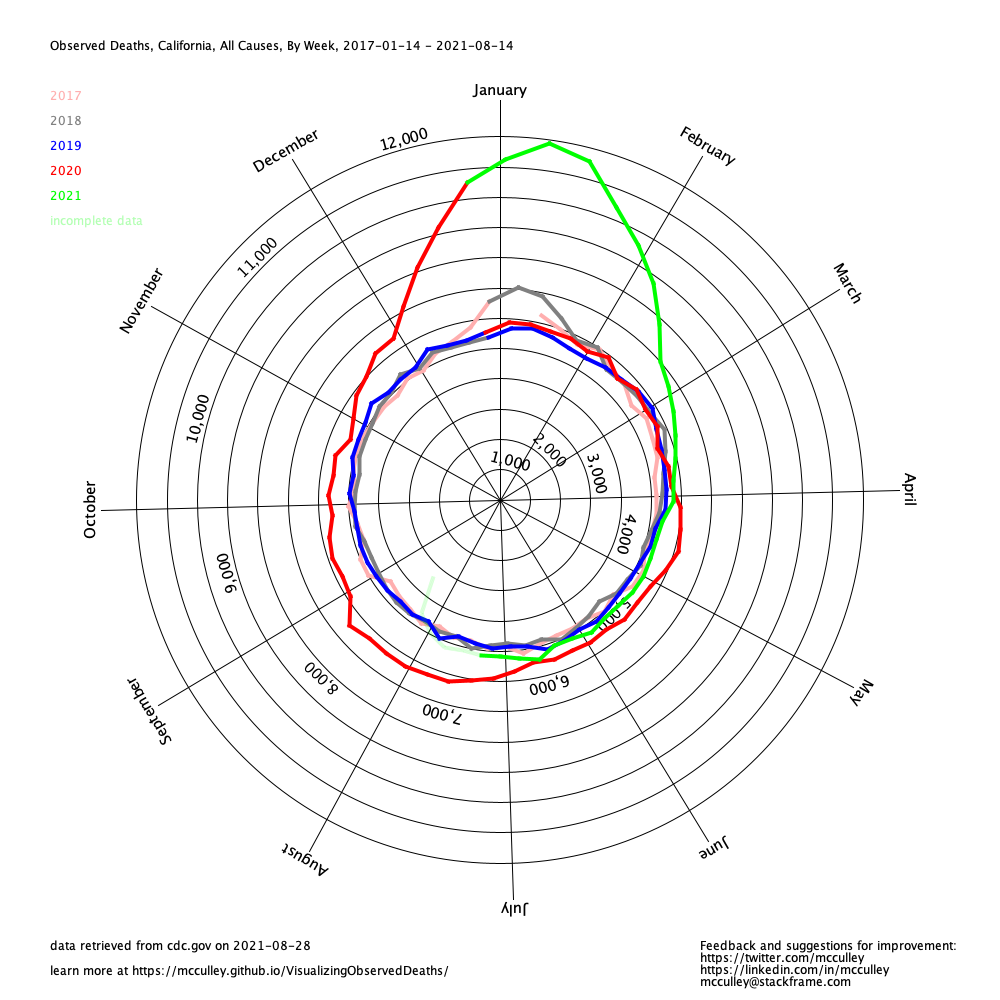 Observed Deaths, California, All Causes, By Week, 2017-01-14 - 2021-08-14
2017
2018
2019
2020
2021
incomplete data
January
February
March
April
May
June
July
August
September
October
November
December
1,000
2,000
3,000
4,000
5,000
6,000
7,000
8,000
9,000
10,000
11,000
12,000
data retrieved from cdc.gov on 2021-08-28
learn more at https://mcculley.github.io/VisualizingObservedDeaths/
Feedback and suggestions for improvement:
https://twitter.com/mcculley
https://linkedin.com/in/mcculley
mcculley@stackframe.com